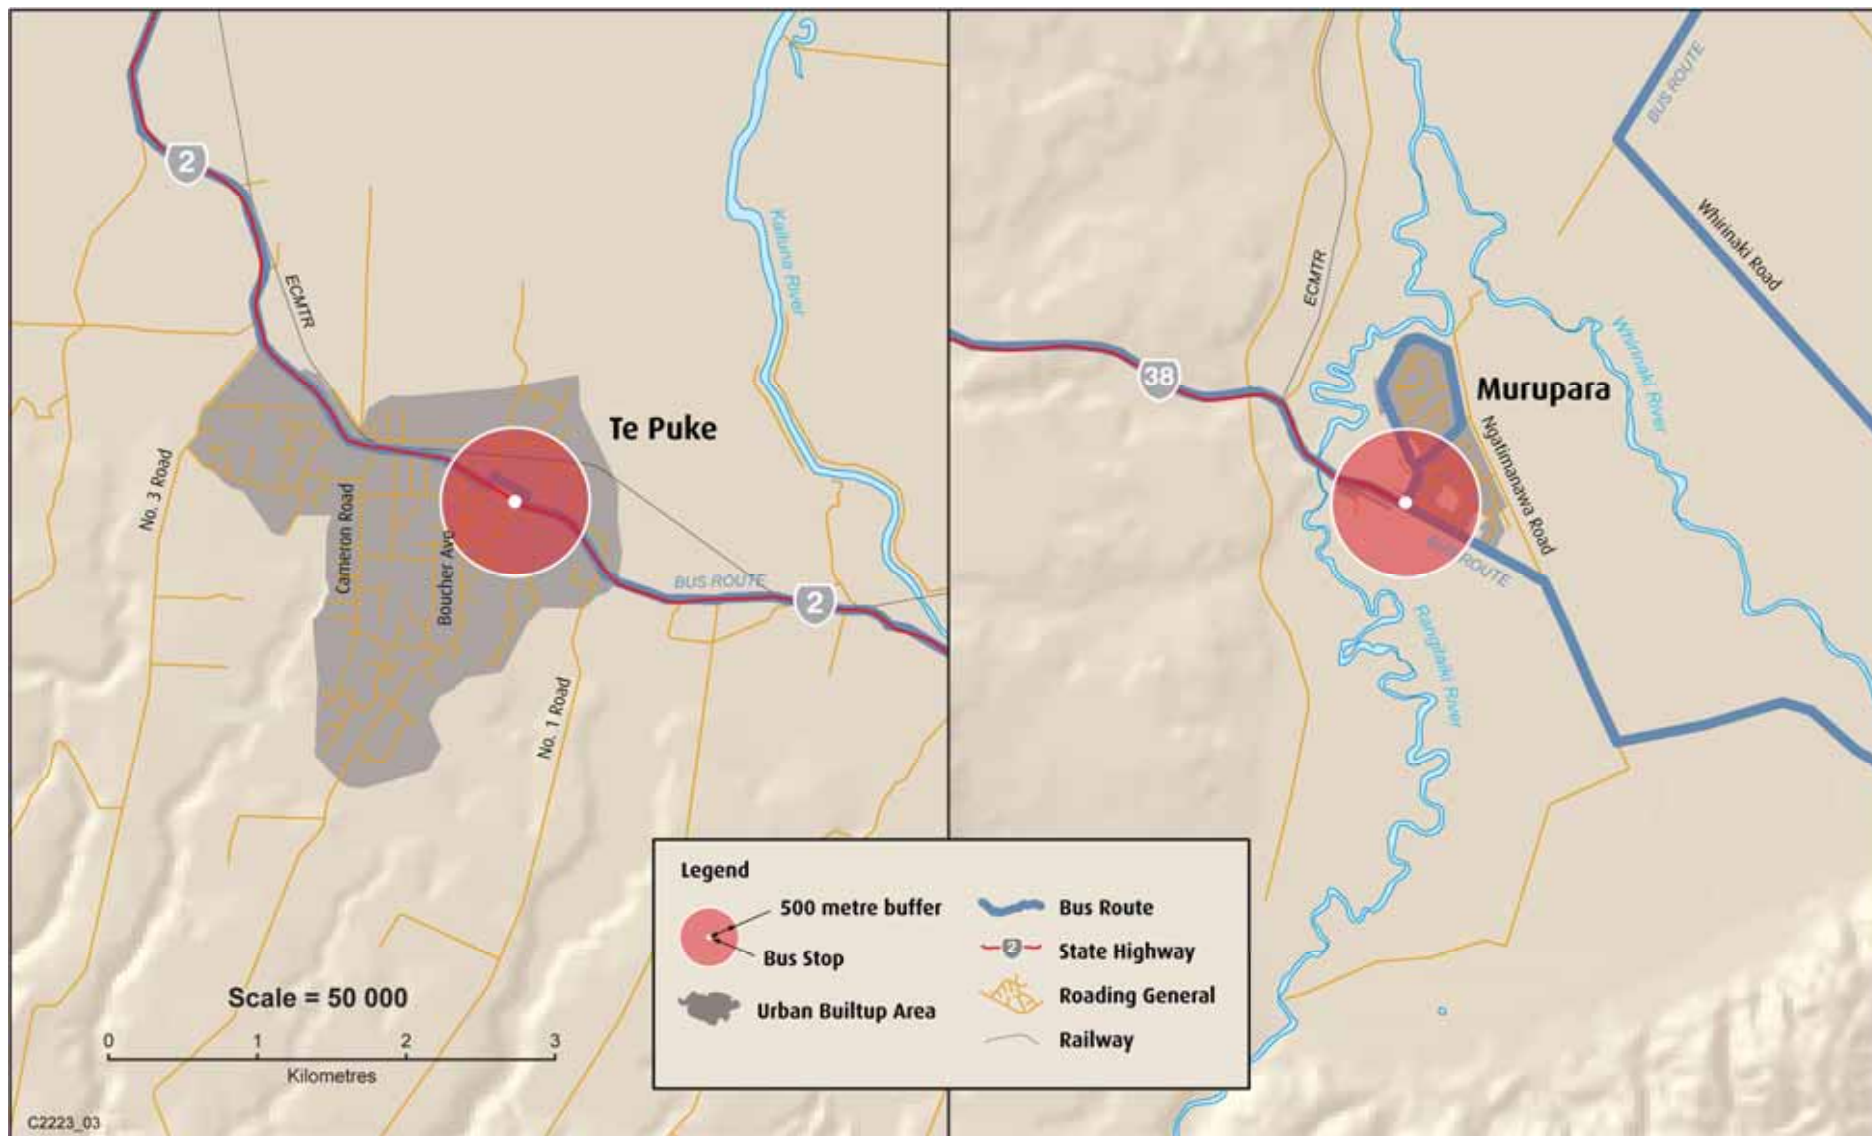 2
ECMTR
Kaituna River
Te Puke
No. 3 Road
Cameron Road
Boucher Ave
BUS ROUTE
2
No. 1 Road
BUS ROUTE
Whirinaki Road
ECMTR
38
Murupara
Whirinaki River
Ngatimanawa Road
BUS ROUTE
Rangitaiki River
Legend
500 metre buffer
Bus Stop
Urban Builtup Area
Bus Route
2
State Highway
Roading General
Railway
Scale = 50 000
0 1 2 3
Kilometres
C2223_03